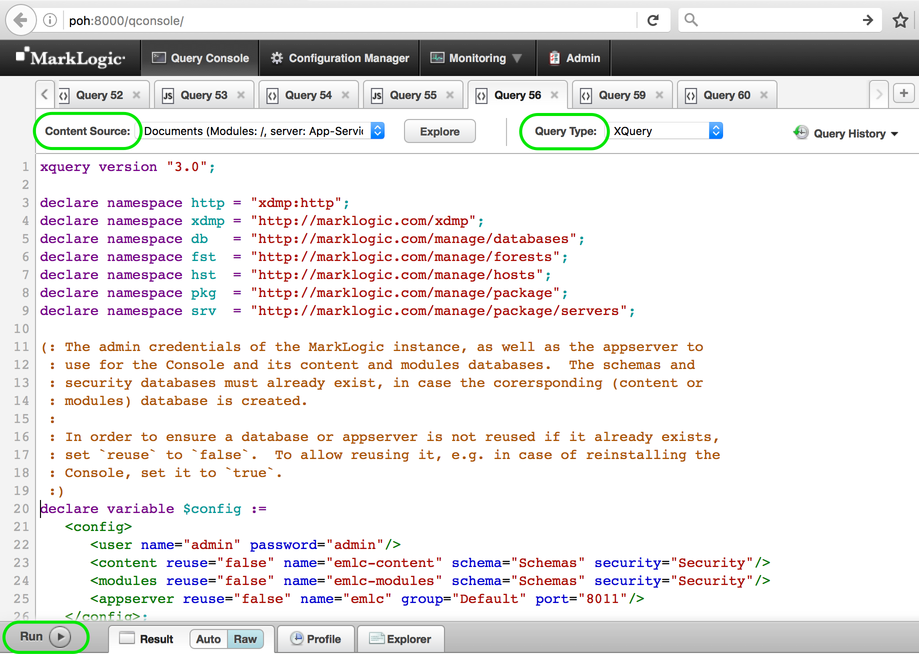 poh:8000/qconsole/
MarkLogic
Query Console
Configuration Manager
Monitoring
Admin
Query 52
JS Query 53
Query 54
JS Query 55
Query 56
Query 59
Query 60
Content Source: Documents (Modules: /, server: App-Servic
Explore
Query Type: XQuery
Query History
1 xquery version "3.0";
2
3 declare namespace http = "xdmp:http";
4 declare namespace xdmp = "http://marklogic.com/xdmp";
5 declare namespace db   = "http://marklogic.com/manage/databases";
6 declare namespace fst  = "http://marklogic.com/manage/forests";
7 declare namespace hst  = "http://marklogic.com/manage/hosts";
8 declare namespace pkg  = "http://marklogic.com/manage/package";
9 declare namespace srv  = "http://marklogic.com/manage/package/servers";
10
11 (: The admin credentials of the MarkLogic instance, as well as the appserver to
12  : use for the Console and its content and modules databases.  The schemas and
13  : security databases must already exist, in case the corersponding (content or
14  : modules) database is created.
15  :
16  : In order to ensure a database or appserver is not reused if it already exists,
17  : set `reuse` to `false`.  To allow reusing it, e.g. in case of reinstalling the
18  : Console, set it to `true`.
19  :)
20 declare variable $config :=
21    <config>
22       <user name="admin" password="admin"/>
23       <content reuse="false" name="emlc-content" schema="Schemas" security="Security"/>
24       <modules reuse="false" name="emlc-modules" schema="Schemas" security="Security"/>
25       <appserver reuse="false" name="emlc" group="Default" port="8011"/>
26    </config>;
Run
Result
Auto
Raw
Profile
Explorer